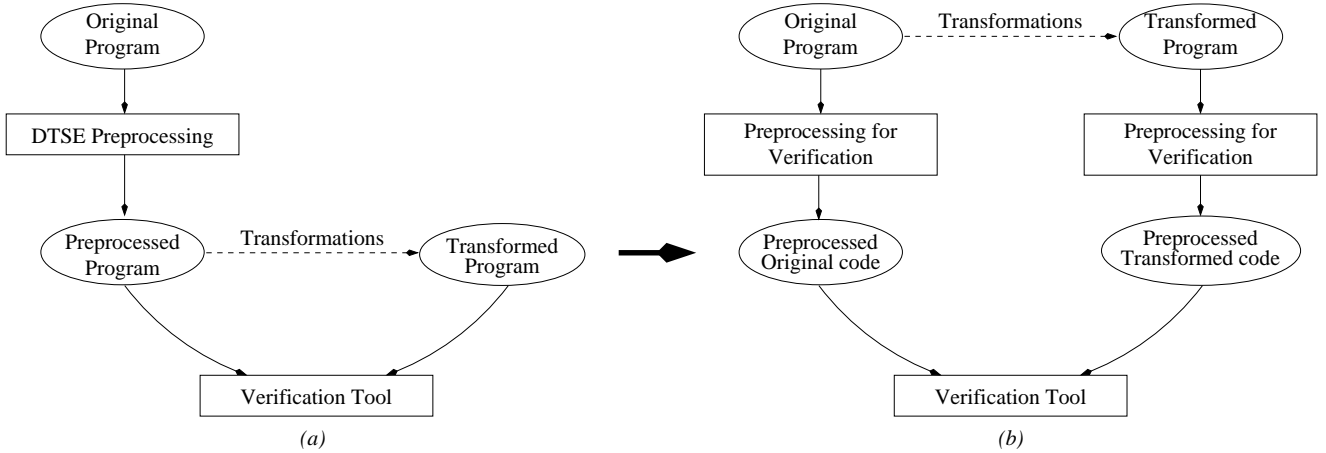 Original
Program
DTSE Preprocessing
Preprocessed
Program
Transformations
Transformed
Program
Verification Tool
(a)
Original
Program
Transformations
Transformed
Program
Preprocessing for
Verification
Preprocessing for
Verification
Preprocessed
Original code
Preprocessed
Transformed code
Verification Tool
(b)